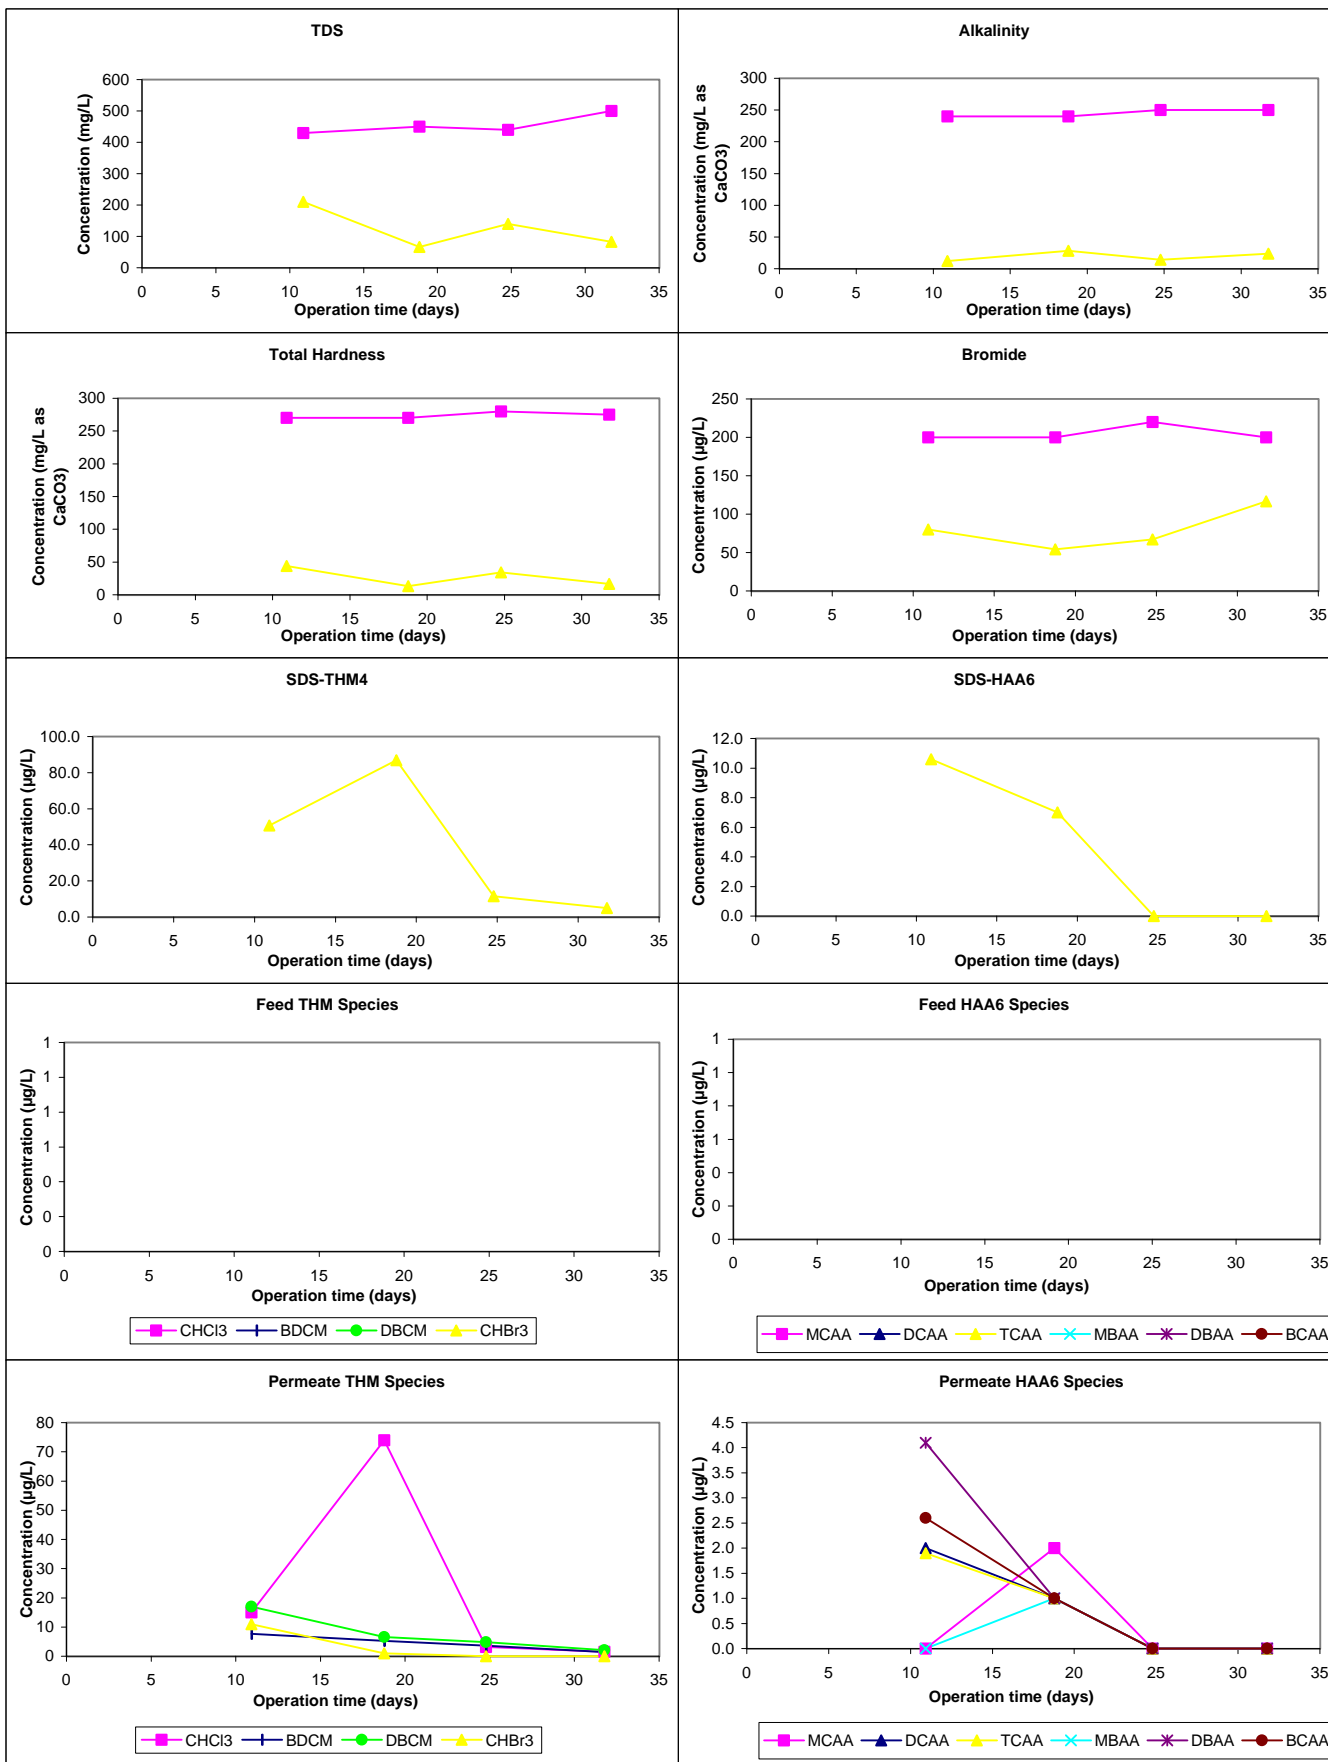 TDS
Concentration (mg/L)
600
500
400
300
200
100
0
0 5 10 15 20 25 30 35
Operation time (days)
Alkalinity
Concentration (mg/L as
CaCO3)
300
250
200
150
100
50
0
0 5 10 15 20 25 30 35
Operation time (days)
Total Hardness
Concentration (mg/L as
CaCO3)
300
250
200
150
100
50
0
0 5 10 15 20 25 30 35
Operation time (days)
Bromide
Concentration (µg/L)
250
200
150
100
50
0
0 5 10 15 20 25 30 35
Operation time (days)
SDS-THM4
Concentration (µg/L)
100.0
80.0
60.0
40.0
20.0
0.0
0 5 10 15 20 25 30 35
Operation time (days)
SDS-HAA6
Concentration (µg/L)
12.0
10.0
8.0
6.0
4.0
2.0
0.0
0 5 10 15 20 25 30 35
Operation time (days)
Feed THM Species
Concentration (µg/L)
1
1
1
1
0
0
0
0 5 10 15 20 25 30 35
Operation time (days)
CHCl3 BDCM DBCM CHBr3
Feed HAA6 Species
Concentration (µg/L)
1
1
1
1
0
0
0
0 5 10 15 20 25 30 35
Operation time (days)
MCAA DCAA TCAA MBAA DBAA BCAA
Permeate THM Species
Concentration (µg/L)
80
70
60
50
40
30
20
10
0
0 5 10 15 20 25 30 35
Operation time (days)
CHCl3 BDCM DBCM CHBr3
Permeate HAA6 Species
Concentration (µg/L)
4.5
4.0
3.5
3.0
2.5
2.0
1.5
1.0
0.5
0.0
0 5 10 15 20 25 30 35
Operation time (days)
MCAA DCAA TCAA MBAA DBAA BCAA